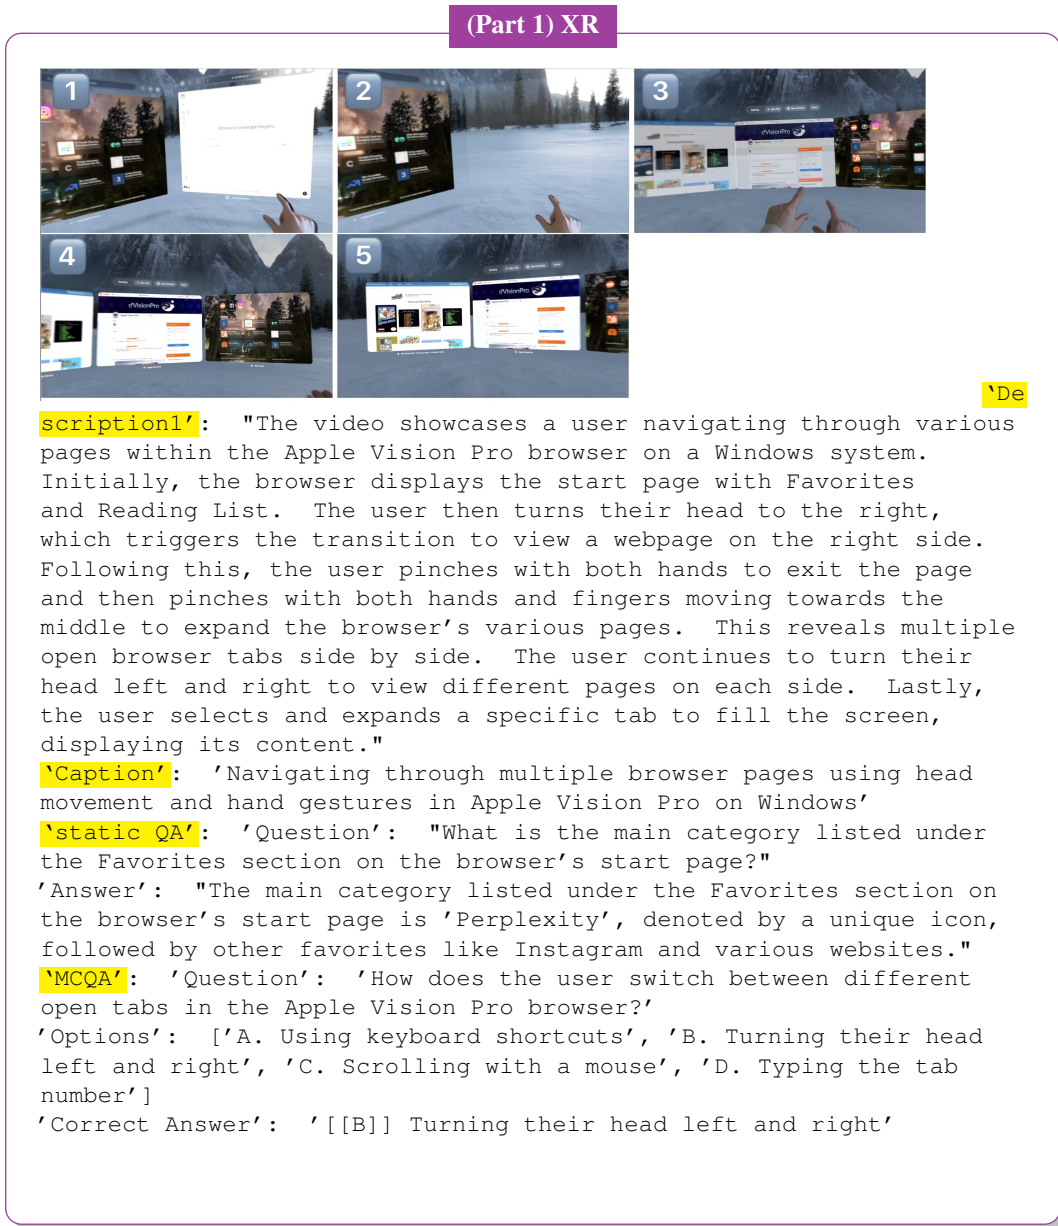 (Part 1) XR
1
2
3
Where knowledge begins
r/VisionPro
4
5
r/VisionPro
r/VisionPro
‘De
scription1’: "The video showcases a user navigating through various
pages within the Apple Vision Pro browser on a Windows system.
Initially, the browser displays the start page with Favorites
and Reading List. The user then turns their head to the right,
which triggers the transition to view a webpage on the right side.
Following this, the user pinches with both hands to exit the page
and then pinches with both hands and fingers moving towards the
middle to expand the browser’s various pages. This reveals multiple
open browser tabs side by side. The user continues to turn their
head left and right to view different pages on each side. Lastly,
the user selects and expands a specific tab to fill the screen,
displaying its content."
‘Caption’: ’Navigating through multiple browser pages using head
movement and hand gestures in Apple Vision Pro on Windows’
‘static QA’: ’Question’: "What is the main category listed under
the Favorites section on the browser’s start page?"
’Answer’: "The main category listed under the Favorites section on
the browser’s start page is ’Perplexity’, denoted by a unique icon,
followed by other favorites like Instagram and various websites."
‘MCQA’: ’Question’: ’How does the user switch between different
open tabs in the Apple Vision Pro browser?’
’Options’: [’A. Using keyboard shortcuts’, ’B. Turning their head
left and right’, ’C. Scrolling with a mouse’, ’D. Typing the tab
number’]
’Correct Answer’: ’[[B]] Turning their head left and right’